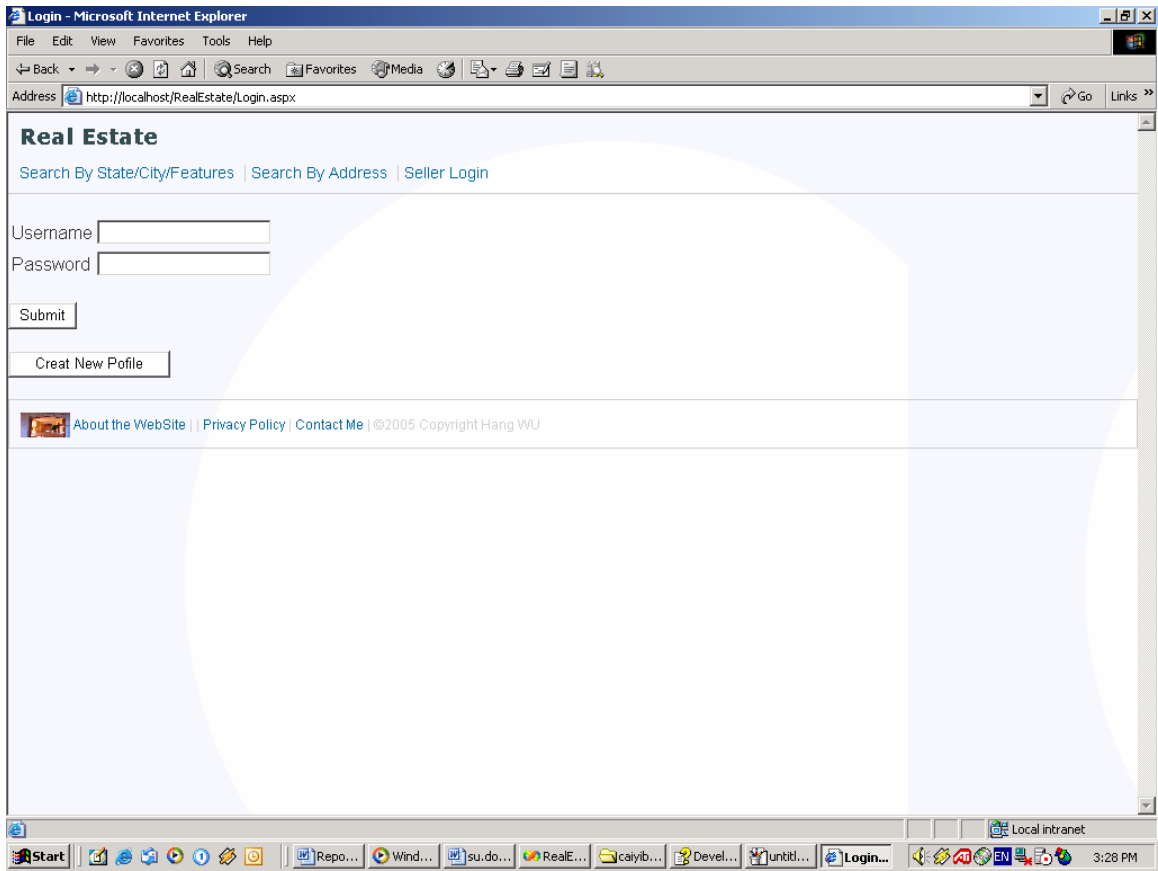 Login - Microsoft Internet Explorer
File Edit View Favorites Tools Help
Back Search Favorites Media
Address http://localhost/RealEstate/Login.aspx Go Links »
Real Estate
Search By State/City/Features | Search By Address | Seller Login
Username
Password
Submit
Creat New Pofile
About the WebSite | | Privacy Policy | Contact Me | ©2005 Copyright Hang WU
Local intranet
Start Repo... Wind... su.do... RealE... caiyib... Devel... untitl... Login... EN 3:28 PM